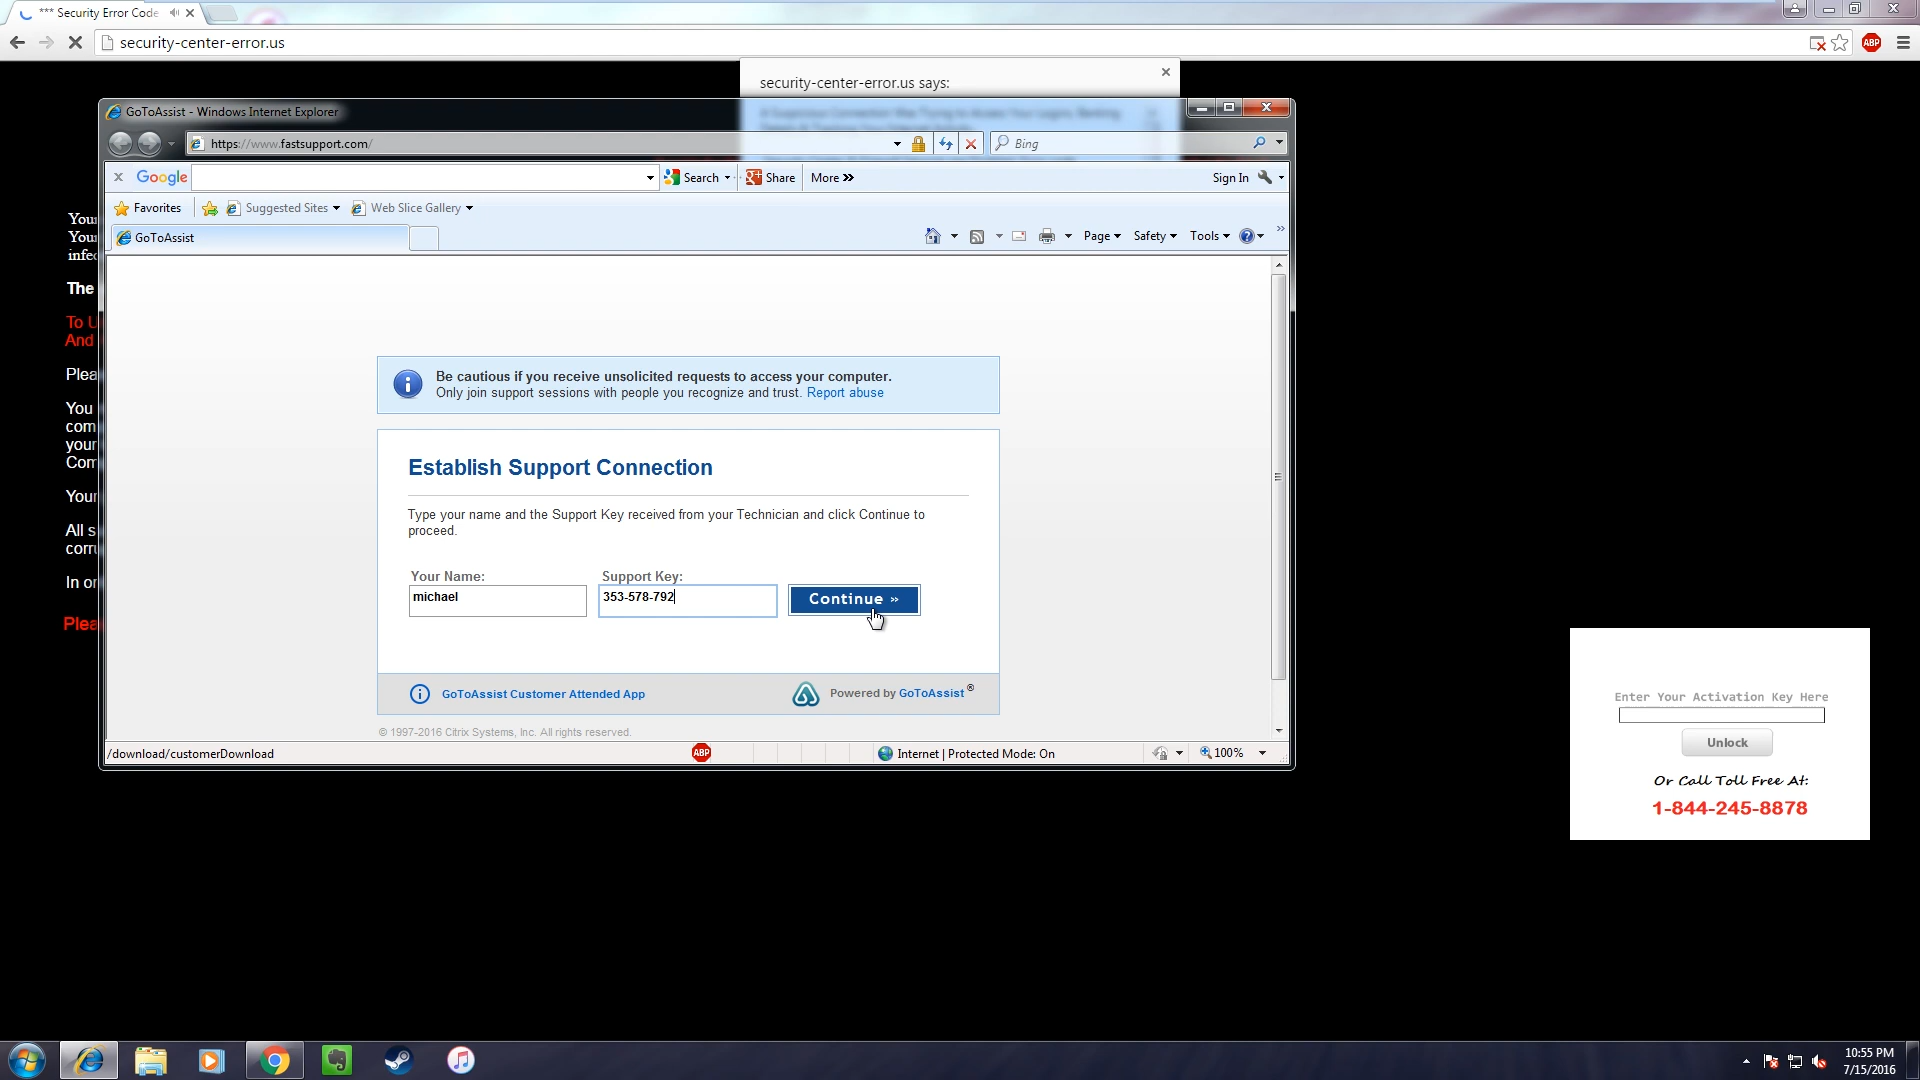 *** Security Error Code
security-center-error.us
ABP
security-center-error.us says:
GoToAssist - Windows Internet Explorer
https://www.fastsupport.com/
Bing
x Google
Search
Share
More »
Sign In
Favorites
Suggested Sites
Web Slice Gallery
GoToAssist
Page
Safety
Tools
The
To U
And
Plea
You
com
your
Com
Your
All s
corru
In or
Plea
Be cautious if you receive unsolicited requests to access your computer.
Only join support sessions with people you recognize and trust. Report abuse
Establish Support Connection
Type your name and the Support Key received from your Technician and click Continue to
proceed.
Your Name:
Support Key:
michael
353-578-792
Continue »
GoToAssist Customer Attended App
Powered by GoToAssist ®
© 1997-2016 Citrix Systems, Inc. All rights reserved.
/download/customerDownload
ABP
Internet | Protected Mode: On
100%
Enter Your Activation Key Here
Unlock
Or Call Toll Free At:
1-844-245-8878
10:55 PM
7/15/2016